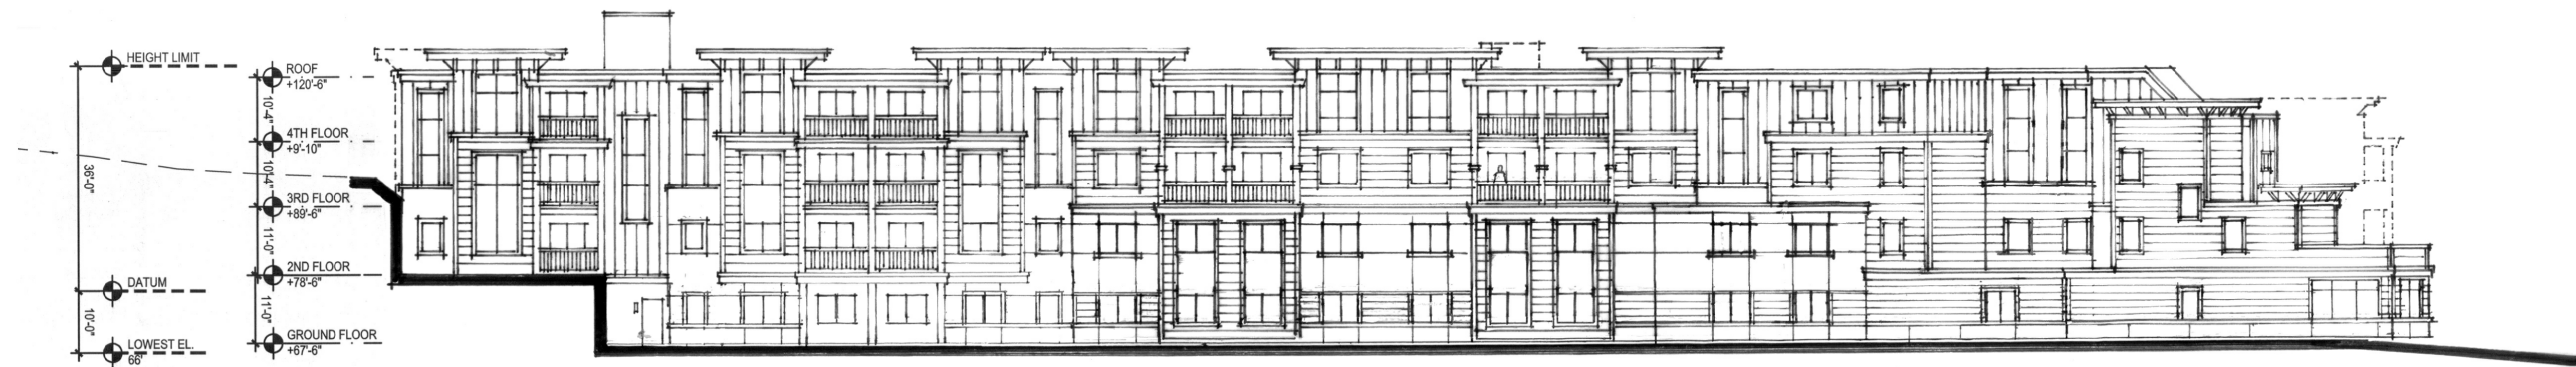 HEIGHT LIMIT
36'-0"
DATUM
10'-0"
LOWEST EL.
66'
ROOF
+120'-6"
10'-4"
4TH FLOOR
+9'-10"
10'-4"
3RD FLOOR
+89'-6"
11'-0"
2ND FLOOR
+78'-6"
11'-0"
GROUND FLOOR
+67'-6"